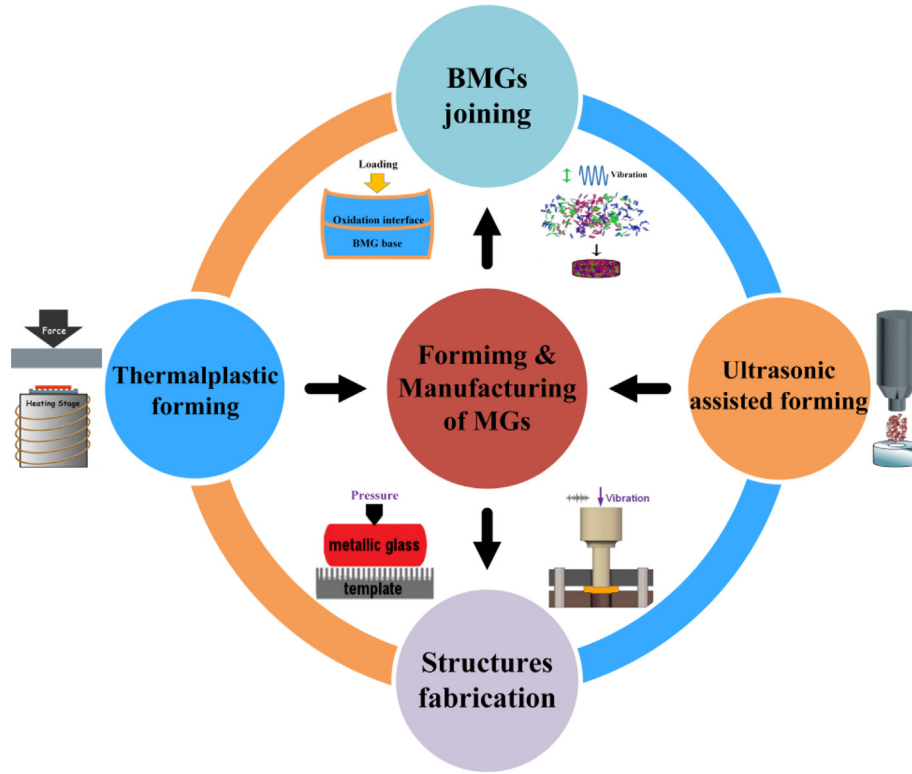 BMGs
joining
Loading
Oxidation interface
BMG base
Vibration
Force
Heating Stage
Thermalplastic
forming
Formimg &
Manufacturing
of MGs
Ultrasonic
assisted forming
Pressure
metallic glass
template
Vibration
Structures
fabrication